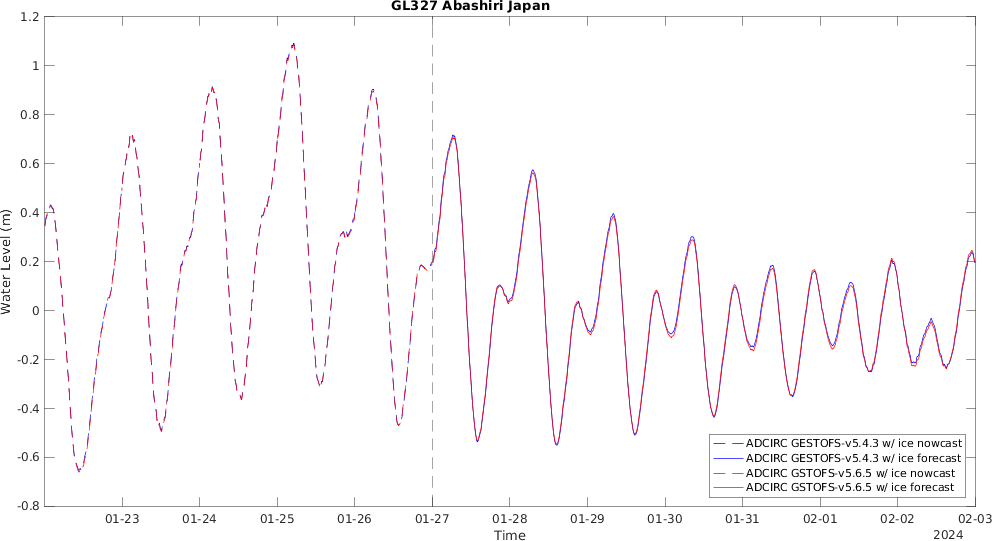 GL327 Abashiri Japan
1.2
1
0.8
0.6
0.4
0.2
0
-0.2
-0.4
-0.6
-0.8
Water Level (m)
ADCIRC GESTOFS-v5.4.3 w/ ice nowcast
ADCIRC GESTOFS-v5.4.3 w/ ice forecast
ADCIRC GSTOFS-v5.6.5 w/ ice nowcast
ADCIRC GSTOFS-v5.6.5 w/ ice forecast
01-23 01-24 01-25 01-26 01-27 01-28 01-29 01-30 01-31 02-01 02-02 02-03
Time
2024